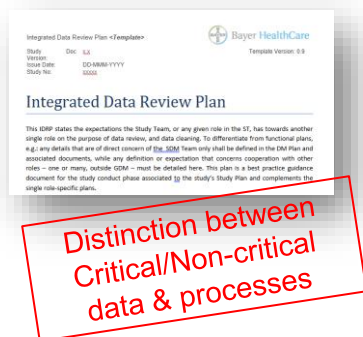 Integrated Data Review Plan <Template>
Bayer HealthCare
Study Doc: x.x
Version:
Issue Date: DD-MMM-YYYY
Study No: xxxxx
Template Version: 0.9
Integrated Data Review Plan
This IDRP states the expectations the Study Team, or any given role in the ST, has towards another
single role on the purpose of data review, and data cleaning. To differentiate from functional plans,
e.g.: any details that are of direct concern of the SDM Team only shall be defined in the DM Plan and
associated documents, while any definition or expectation that concerns cooperation with other
roles – one or many, outside GDM – must be detailed here. This plan is a best practice guidance
document for the study conduct phase associated to the study's Study Plan and complements the
single role-specific plans.
Distinction between
Critical/Non-critical
data & processes